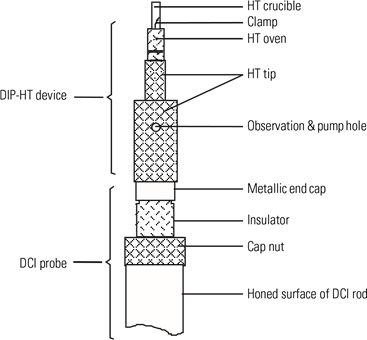 HT crucible
Clamp
HT oven
HT tip
DIP-HT device
Observation & pump hole
Metallic end cap
Insulator
Cap nut
DCI probe
Honed surface of DCI rod